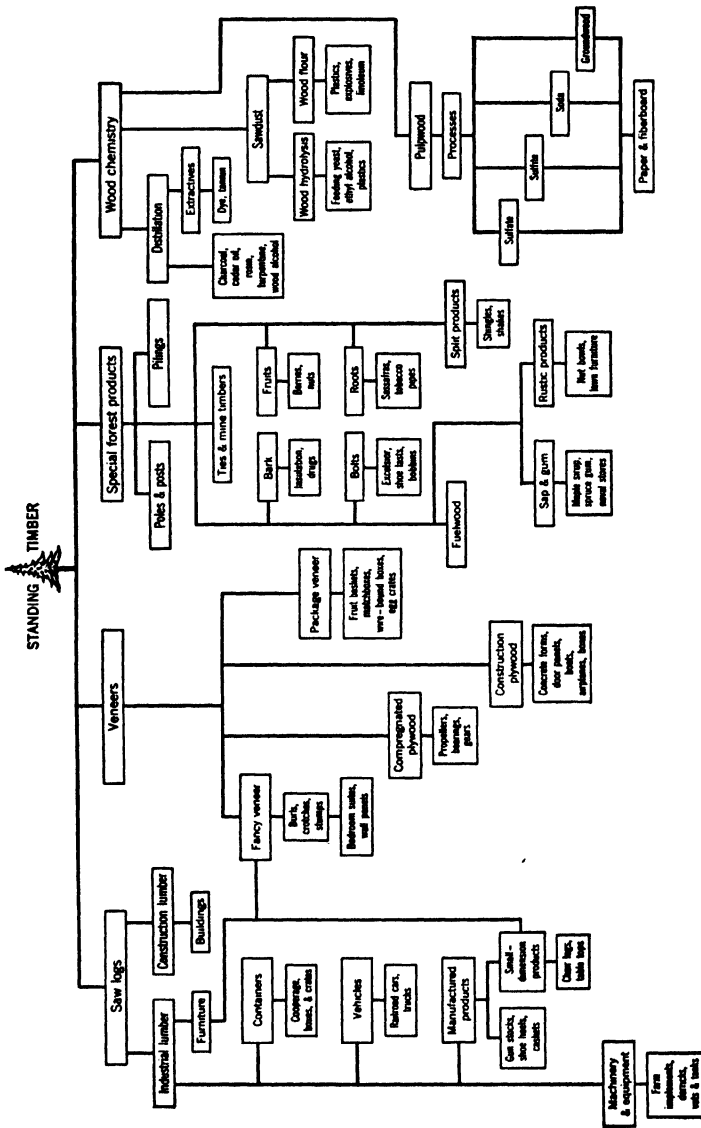 STANDING TIMBER
Saw logs
Industrial lumber
Construction lumber
Furniture
Buildings
Containers
Cooperage,
boxes, & crates
Vehicles
Railroad cars,
trucks
Manufactured
products
Gun stocks,
shoe heels,
caskets
Small-
dimension
products
Chair legs,
table tops
Machinery
& equipment
Farm
implements,
derricks,
vats & tanks
Veneers
Fancy veneer
Burls,
crotches,
stumps
Bedroom suites,
wall panels
Compregnated
plywood
Propellers,
bearings,
gears
Construction
plywood
Concrete forms,
door panels,
boats,
airplanes, boxes
Package veneer
Fruit baskets,
matchboxes,
wire-bound boxes,
egg crates
Special forest products
Poles & posts
Pilings
Ties & mine timbers
Bark
Insulation,
drugs
Fruits
Berries,
nuts
Bolts
Excelsior,
shoe lasts,
bobbins
Roots
Sassafras,
tobacco
pipes
Fuelwood
Split products
Shingles,
shakes
Sap & gum
Maple sirup,
spruce gum,
naval stores
Rustic products
Nut bowls,
lawn furniture
Wood chemistry
Distillation
Charcoal,
cedar oil,
rosin,
turpentine,
wood alcohol
Extractives
Dye, tannin
Sawdust
Wood hydrolysis
Feeding yeast,
ethyl alcohol,
plastics
Wood flour
Plastics,
explosives,
linoleum
Pulpwood
Processes
Sulfate
Sulfite
Soda
Groundwood
Paper & fiberboard